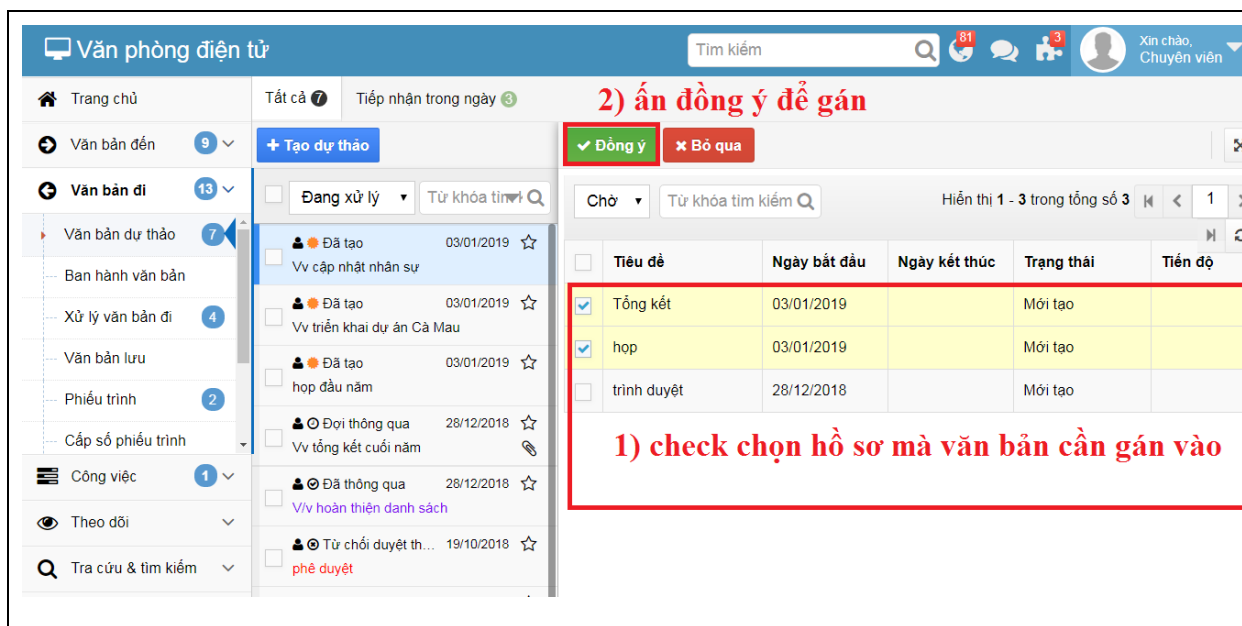 Văn phòng điện tử
Tìm kiếm
81
3
Xin chào,
Chuyên viên
Trang chủ
Văn bản đến 9
Văn bản đi 13
Văn bản dự thảo 7
Ban hành văn bản
Xử lý văn bản đi 4
Văn bản lưu
Phiếu trình 2
Cấp số phiếu trình
Công việc 1
Theo dõi
Tra cứu & tìm kiếm
Tất cả 7 Tiếp nhận trong ngày 3
+ Tạo dự thảo
Đang xử lý Từ khóa tìm
Đã tạo 03/01/2019
Vv cập nhật nhân sự
Đã tạo 03/01/2019
Vv triển khai dự án Cà Mau
Đã tạo 03/01/2019
họp đầu năm
Đợi thông qua 28/12/2018
Vv tổng kết cuối năm
Đã thông qua 28/12/2018
V/v hoàn thiện danh sách
Từ chối duyệt th... 19/10/2018
phê duyệt
2) ấn đồng ý để gán
Đồng ý Bỏ qua
Chờ Từ khóa tìm kiếm Hiển thị 1 - 3 trong tổng số 3 1
Tiêu đề Ngày bắt đầu Ngày kết thúc Trạng thái Tiến độ
Tổng kết 03/01/2019 Mới tạo
họp 03/01/2019 Mới tạo
trình duyệt 28/12/2018 Mới tạo
1) check chọn hồ sơ mà văn bản cần gán vào